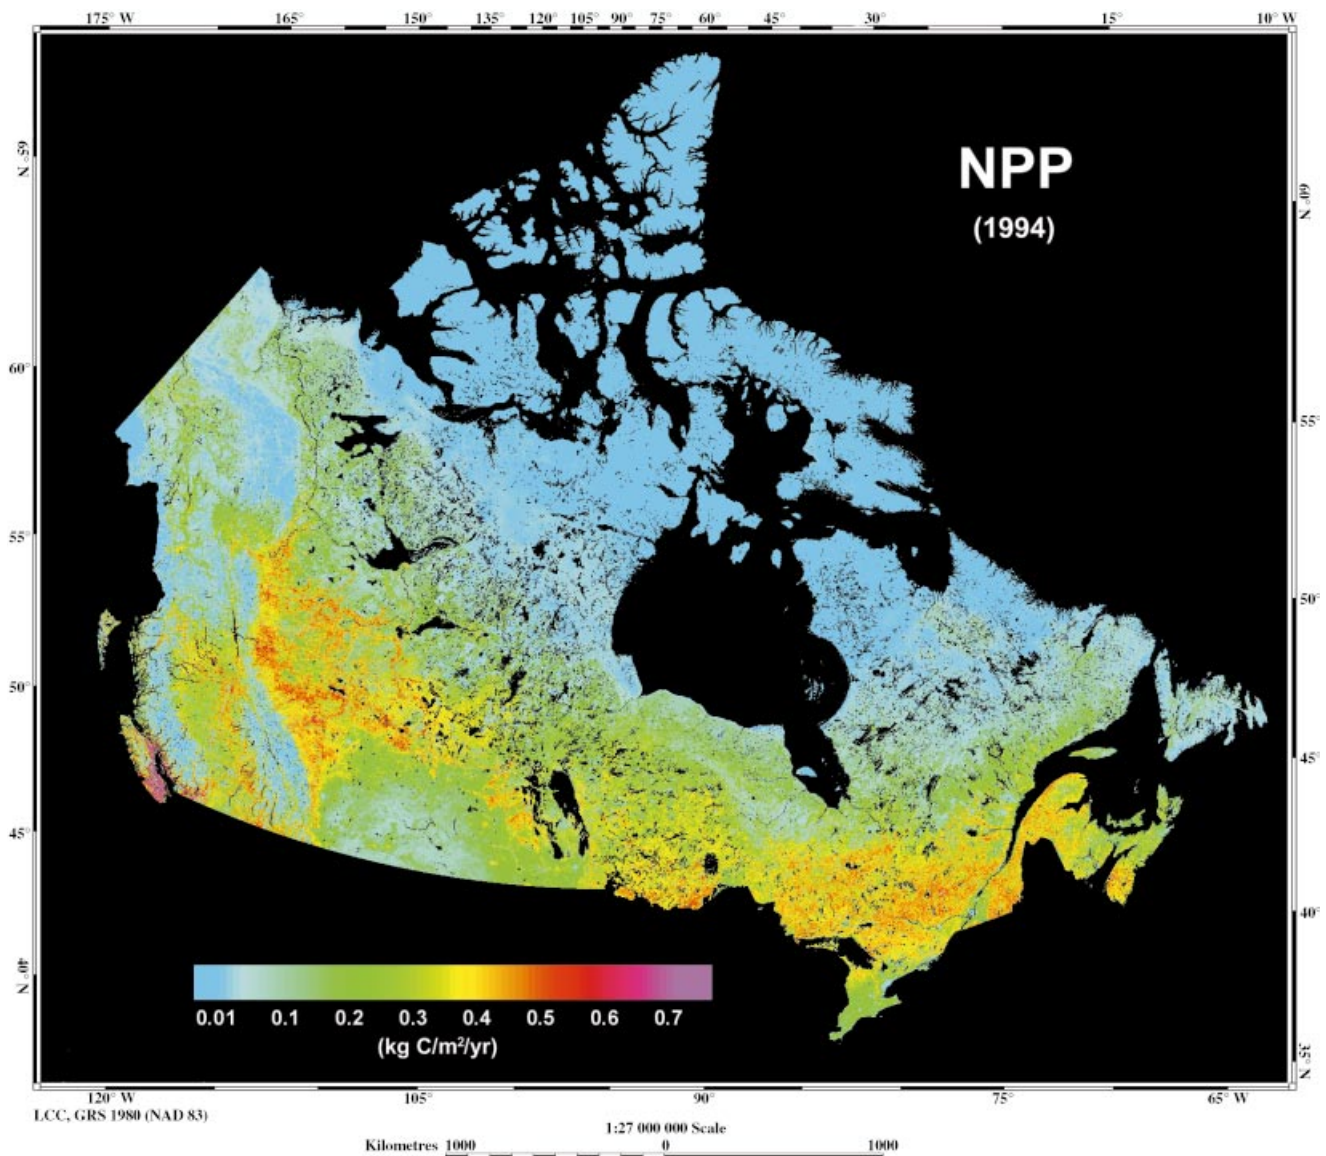 175° W 165° 150° 135° 120° 105° 90° 75° 60° 45° 30° 15° 10° W
NPP
(1994)
65° N
60° N
60°
55°
55°
50°
50°
45°
45°
40°
40° N
35° N
0.01 0.1 0.2 0.3 0.4 0.5 0.6 0.7
(kg C/m²/yr)
120° W 105° 90° 75° 65° W
LCC, GRS 1980 (NAD 83)
1:27 000 000 Scale
Kilometres 1000 0 1000